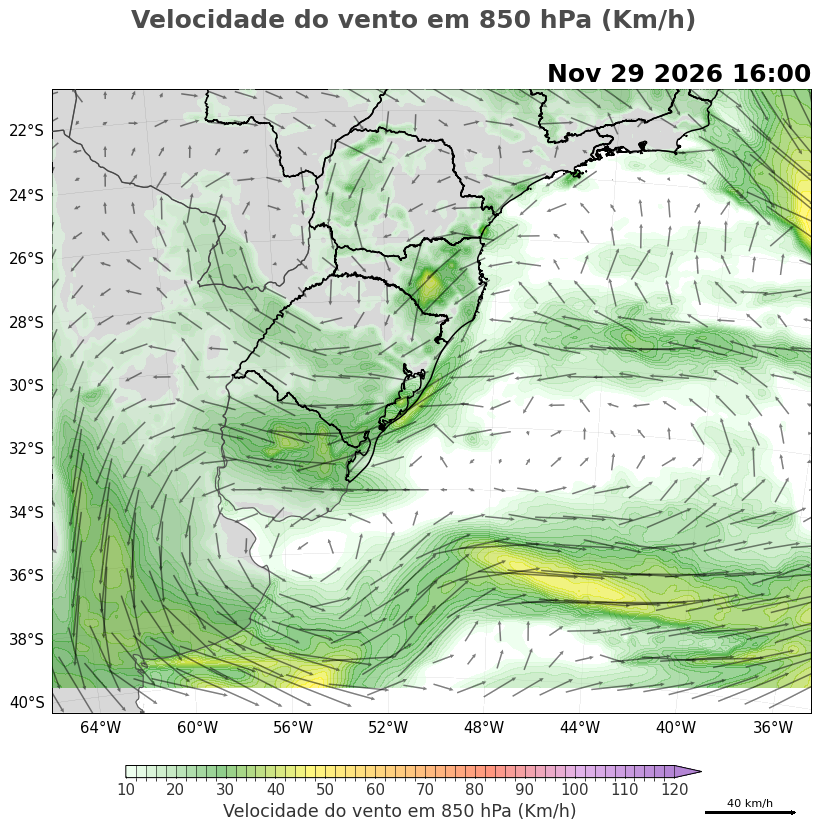 Velocidade do vento em 850 hPa (Km/h)
Nov 29 2026 16:00
22°S
24°S
26°S
28°S
30°S
32°S
34°S
36°S
38°S
40°S
64°W 60°W 56°W 52°W 48°W 44°W 40°W 36°W
10 20 30 40 50 60 70 80 90 100 110 120
Velocidade do vento em 850 hPa (Km/h)
40 km/h